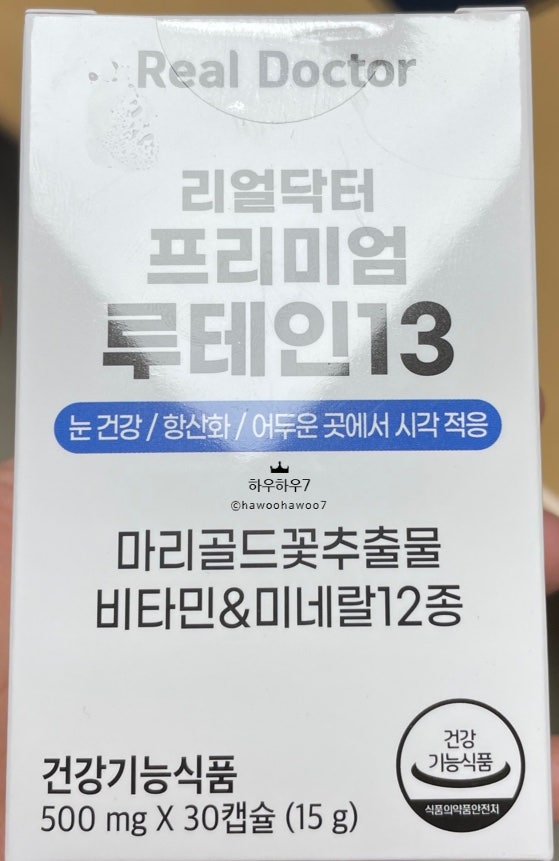 Real Doctor
리얼닥터
프리미엄
루테인13
눈 건강 / 항산화 / 어두운 곳에서 시각 적응
하우하우7
©hawoohawoo7
마리골드꽃추출물
비타민&미네랄12종
건강
기능식품
식품의약품안전처
건강기능식품
500 mg X 30캡슐 (15 g)